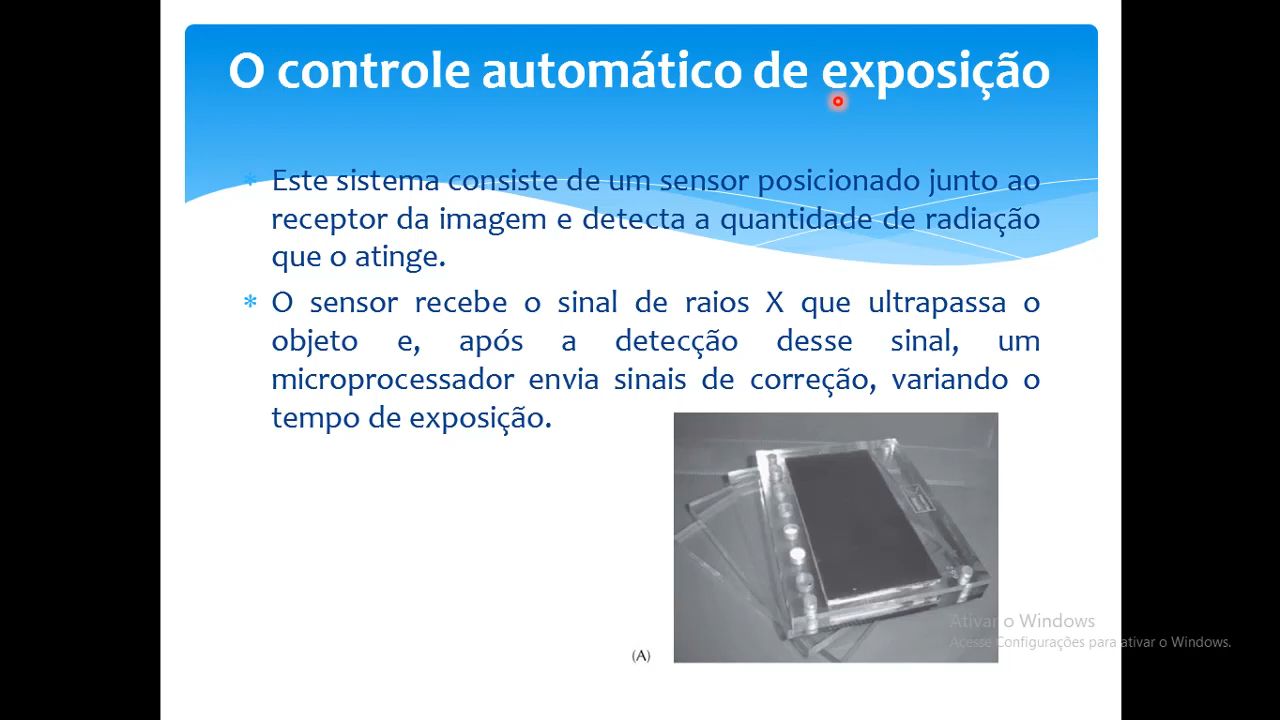 O controle automático de exposição
* Este sistema consiste de um sensor posicionado junto ao
receptor da imagem e detecta a quantidade de radiação
que o atinge.
* O sensor recebe o sinal de raios X que ultrapassa o
objeto e, após a detecção desse sinal, um
microprocessador envia sinais de correção, variando o
tempo de exposição.
Ativar o Windows
Acesse Configurações para ativar o Windows.
(A)